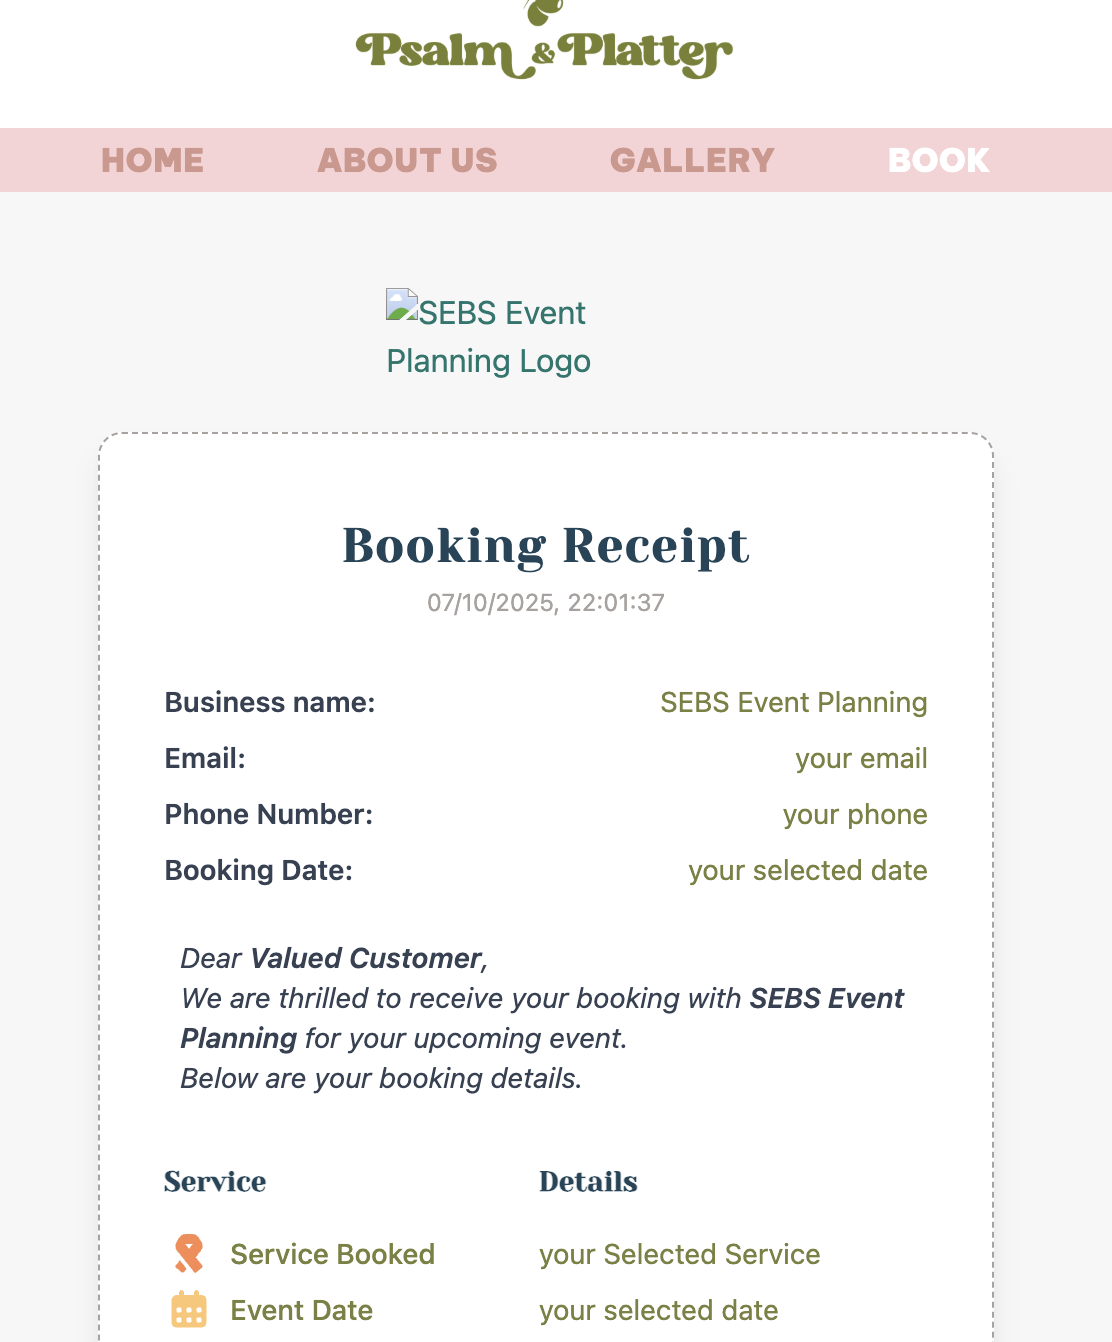 Psalm & Platter
HOME ABOUT US GALLERY BOOK
SEBS Event
Planning Logo
Booking Receipt
07/10/2025, 22:01:37
Business name: SEBS Event Planning
Email: your email
Phone Number: your phone
Booking Date: your selected date
Dear Valued Customer,
We are thrilled to receive your booking with SEBS Event
Planning for your upcoming event.
Below are your booking details.
Service Details
Service Booked your Selected Service
Event Date your selected date